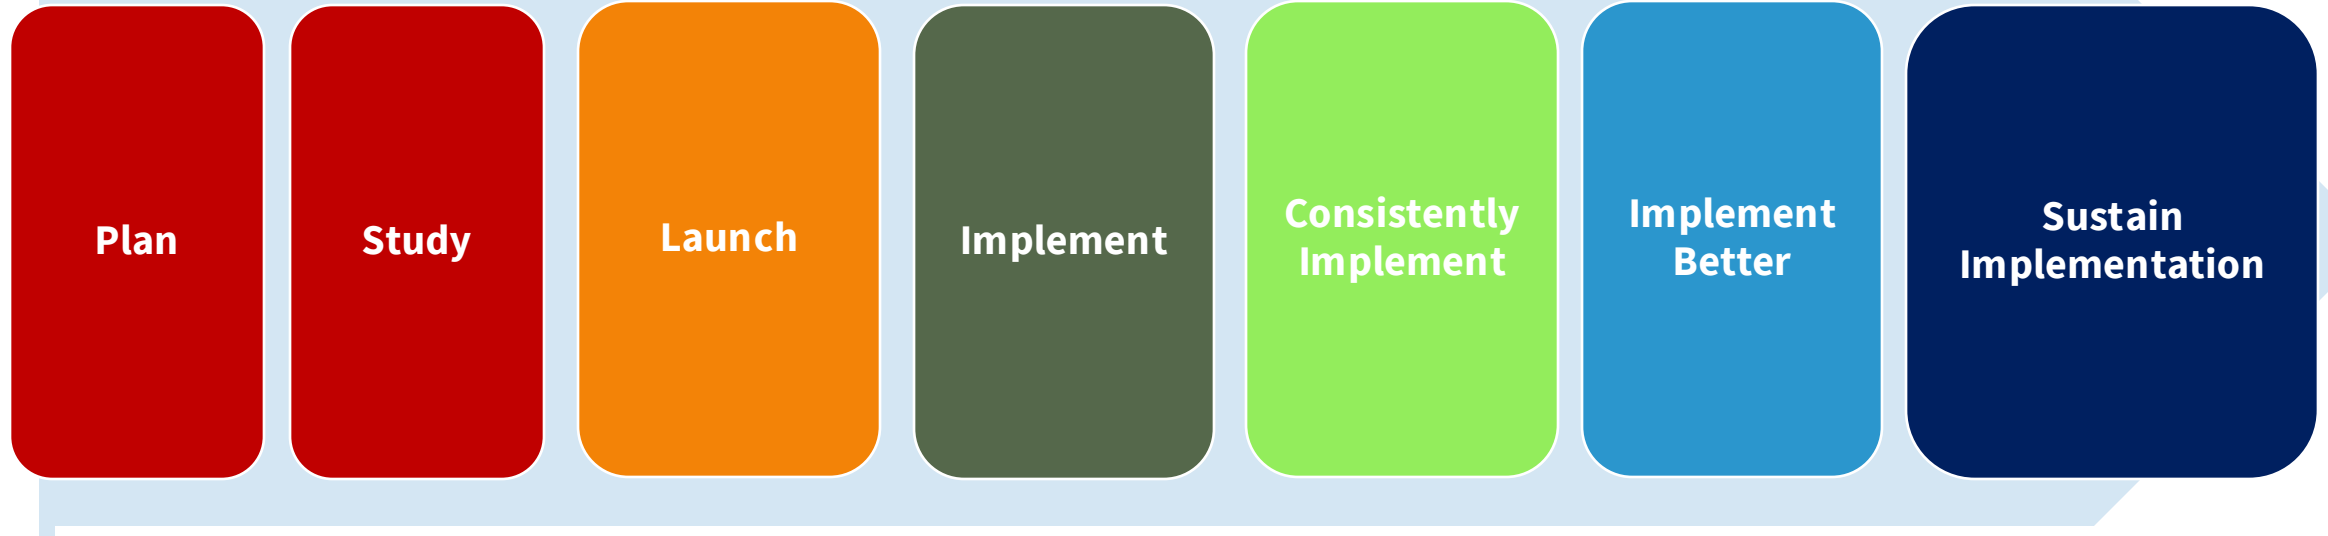 Plan
Study
Launch
Implement
Consistently
Implement
Implement
Better
Sustain
Implementation